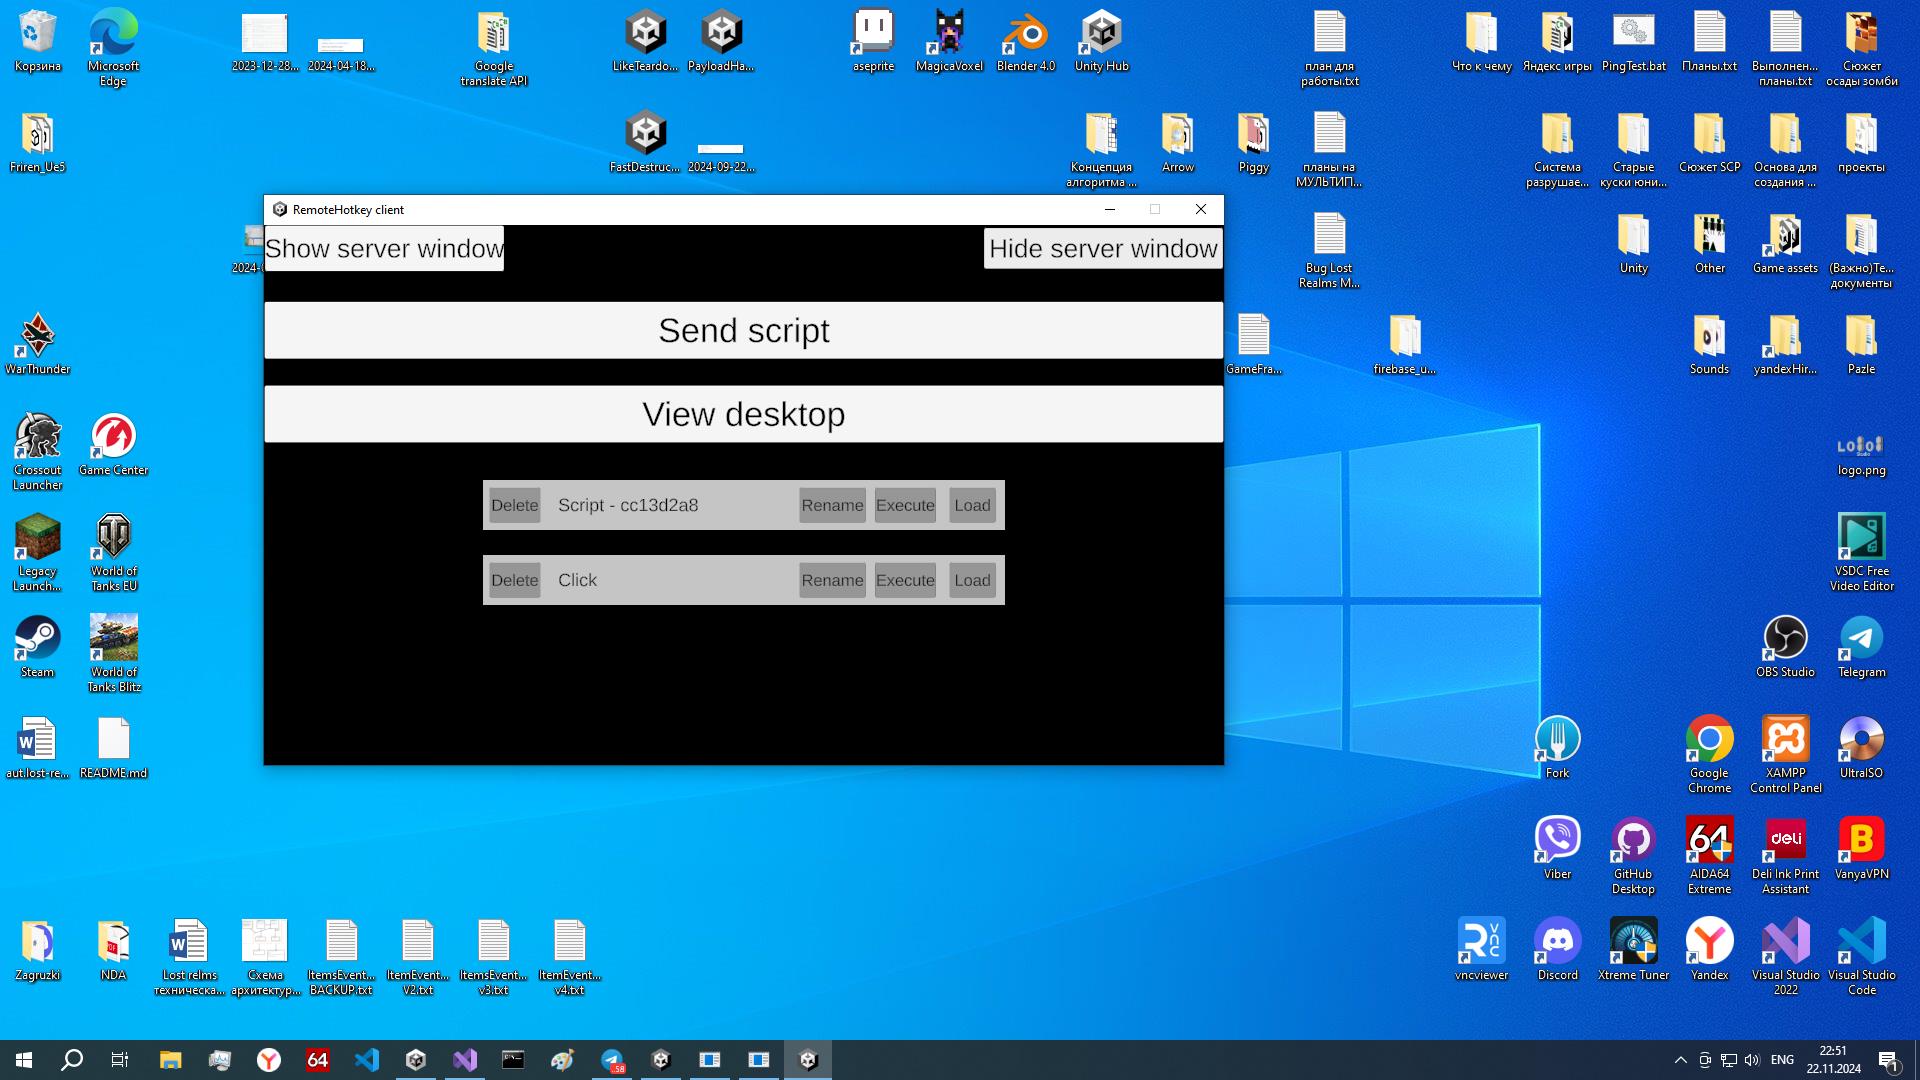 Корзина
Microsoft
Edge
2023-12-28...
2024-04-18...
Google
translate API
LikeTeardo...
PayloadHa...
aseprite
MagicaVoxel
Blender 4.0
Unity Hub
план для
работы.txt
Что к чему
Яндекс игры
PingTest.bat
Планы.txt
Выполнен...
планы.txt
Сюжет
осады зомби
Friren_Ue5
FastDestruc...
2024-09-22...
Концепция
алгоритма ...
Arrow
Piggy
планы на
МУЛЬТИП...
Система
разрушае...
Старые
куски юни...
Сюжет SCP
Основа для
создания ...
проекты
RemoteHotkey client
Show server window
Hide server window
Send script
View desktop
Delete
Script - cc13d2a8
Rename
Execute
Load
Delete
Click
Rename
Execute
Load
Bug Lost
Realms M...
Unity
Other
Game assets
(Важно)Те...
документы
WarThunder
GameFra...
firebase_u...
Sounds
yandexHir...
Pazle
Crossout
Launcher
Game Center
logo.png
Legacy
Launch...
World of
Tanks EU
VSDC Free
Video Editor
Steam
World of
Tanks Blitz
OBS Studio
Telegram
aut.lost-re...
README.md
Fork
Google
Chrome
XAMPP
Control Panel
UltraISO
64
deli
Viber
GitHub
Desktop
AIDA64
Extreme
Deli Ink Print
Assistant
VanyaVPN
Zagruzki
NDA
Lost relms
техническа...
Схема
архитектур...
ItemsEvent...
BACKUP.txt
ItemEvent...
V2.txt
ItemsEvent...
v3.txt
ItemEvent...
v4.txt
vncviewer
Discord
Xtreme Tuner
Yandex
Visual Studio
2022
Visual Studio
Code
64
ENG
22:51
22.11.2024
1